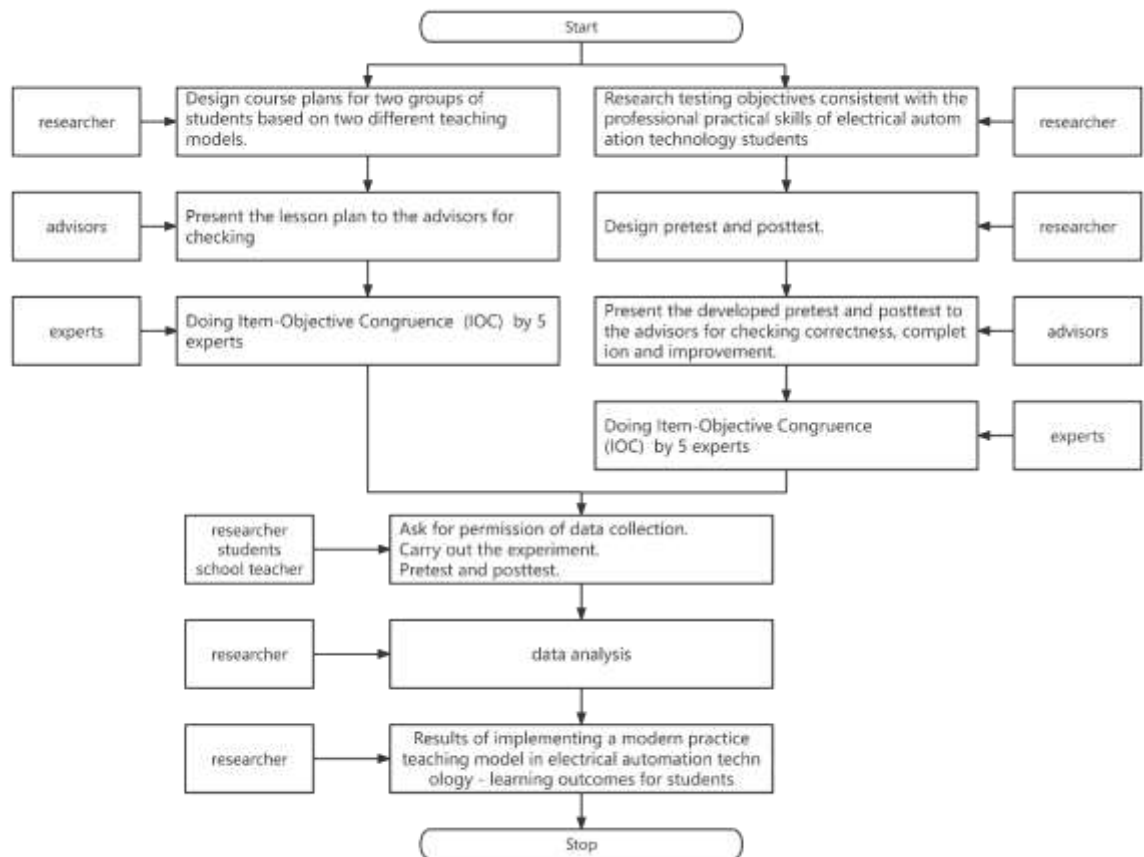 Start
researcher
Design course plans for two groups of
students based on two different teaching
models.
Research testing objectives consistent with the
professional practical skills of electrical autom
ation technology students
researcher
advisors
Present the lesson plan to the advisors for
checking
Design pretest and posttest.
researcher
experts
Doing Item-Objective Congruence (IOC) by 5
experts
Present the developed pretest and posttest to
the advisors for checking correctness, complet
ion and improvement.
advisors
Doing Item-Objective Congruence
(IOC) by 5 experts
experts
researcher
students
school teacher
Ask for permission of data collection.
Carry out the experiment.
Pretest and posttest.
researcher
data analysis
researcher
Results of implementing a modern practice
teaching model in electrical automation techn
ology - learning outcomes for students
Stop